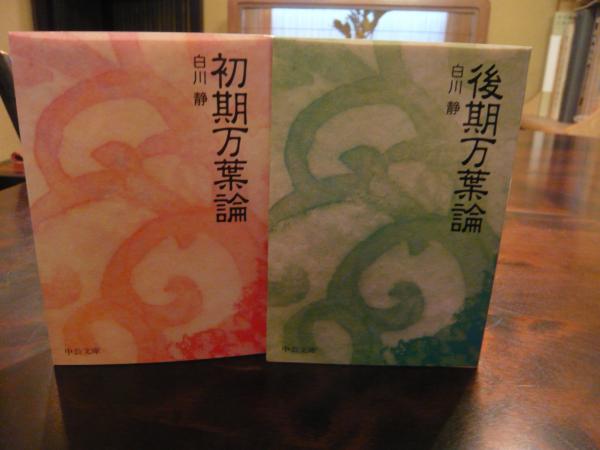 初期万葉論
白川 静
中公文庫
後期万葉論
白川 静
中公文庫